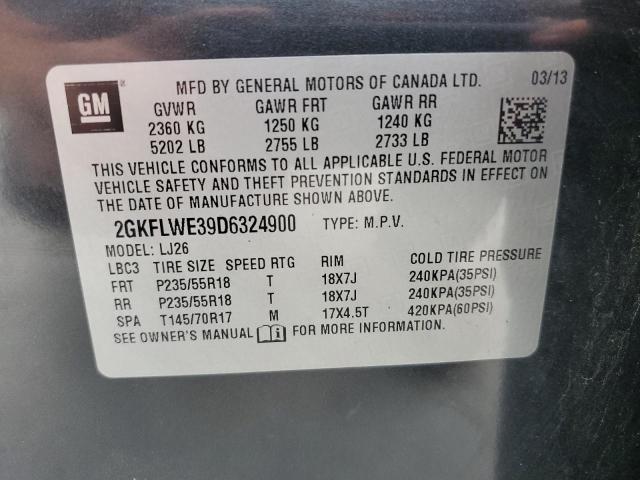 MFD BY GENERAL MOTORS OF CANADA LTD. 03/13
GM
GVWR GAWR FRT GAWR RR
2360 KG 1250 KG 1240 KG
5202 LB 2755 LB 2733 LB
THIS VEHICLE CONFORMS TO ALL APPLICABLE U.S. FEDERAL MOTOR
VEHICLE SAFETY AND THEFT PREVENTION STANDARDS IN EFFECT ON
THE DATE OF MANUFACTURE SHOWN ABOVE.
2GKFLWE39D6324900 TYPE: M.P.V.
MODEL: LJ26
LBC3 TIRE SIZE SPEED RTG RIM COLD TIRE PRESSURE
FRT P235/55R18 T 18X7J 240KPA(35PSI)
RR P235/55R18 T 18X7J 240KPA(35PSI)
SPA T145/70R17 M 17X4.5T 420KPA(60PSI)
SEE OWNER'S MANUAL FOR MORE INFORMATION.